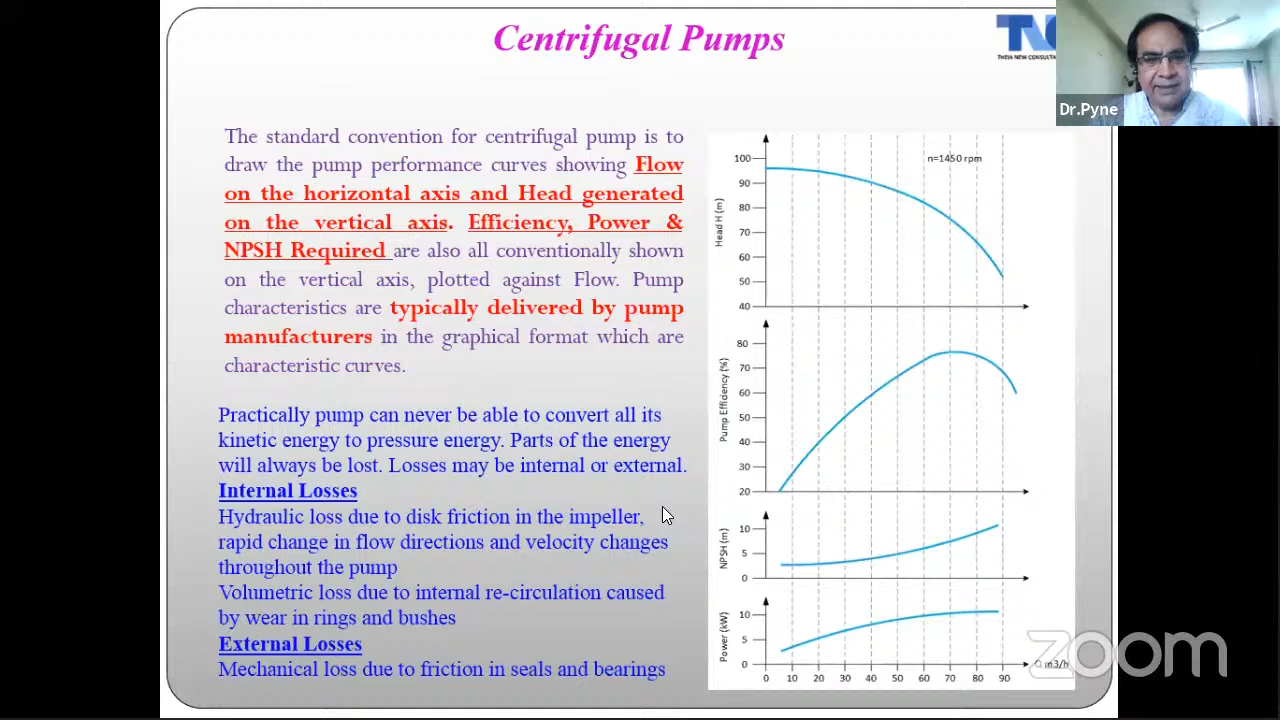 Centrifugal Pumps
THEIA NEW CONSULT
Dr.Pyne
The standard convention for centrifugal pump is to
draw the pump performance curves showing Flow
on the horizontal axis and Head generated
on the vertical axis. Efficiency, Power &
NPSH Required are also all conventionally shown
on the vertical axis, plotted against Flow. Pump
characteristics are typically delivered by pump
manufacturers in the graphical format which are
characteristic curves.
Practically pump can never be able to convert all its
kinetic energy to pressure energy. Parts of the energy
will always be lost. Losses may be internal or external.
Internal Losses
Hydraulic loss due to disk friction in the impeller,
rapid change in flow directions and velocity changes
throughout the pump
Volumetric loss due to internal re-circulation caused
by wear in rings and bushes
External Losses
Mechanical loss due to friction in seals and bearings
n=1450 rpm
Head H (m)
100
90
80
70
60
50
40
Pump Efficiency (%)
80
70
60
50
40
30
20
NPSH (m)
10
5
0
Power (kW)
10
5
0
0 10 20 30 40 50 60 70 80 90
Q m3/h
zoom